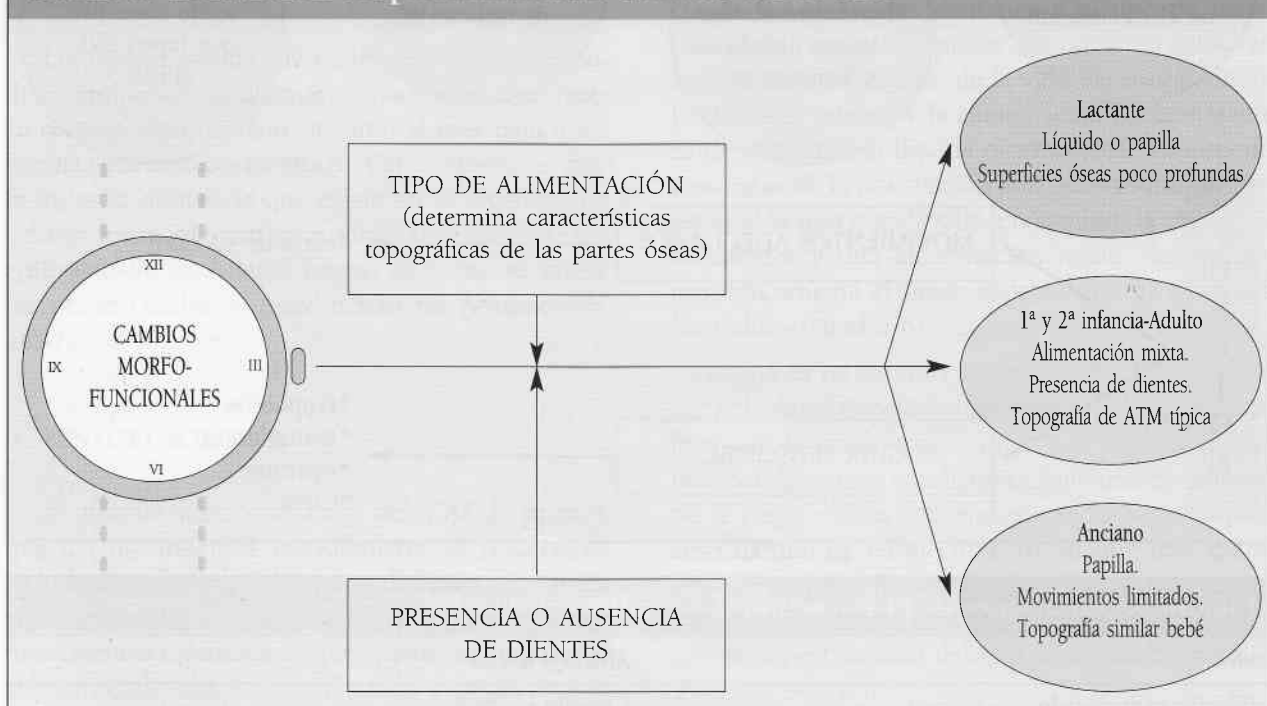 XII
CAMBIOS
MORFO-
FUNCIONALES
IX
III
VI
TIPO DE ALIMENTACIÓN
(determina características
topográficas de las partes óseas)
PRESENCIA O AUSENCIA
DE DIENTES
Lactante
Líquido o papilla
Superficies óseas poco profundas
1ª y 2ª infancia-Adulto
Alimentación mixta.
Presencia de dientes.
Topografía de ATM típica
Anciano
Papilla.
Movimientos limitados.
Topografía similar bebé